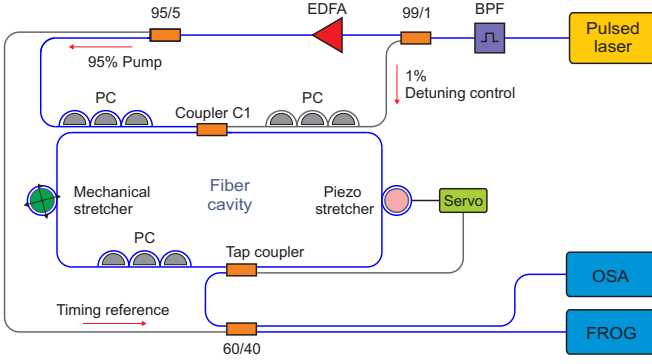 95/5
EDFA
99/1
BPF
Pulsed
laser
95% Pump
1%
Detuning control
PC
Coupler C1
PC
Mechanical
stretcher
Fiber
cavity
Piezo
stretcher
Servo
PC
Tap coupler
OSA
Timing reference
FROG
60/40